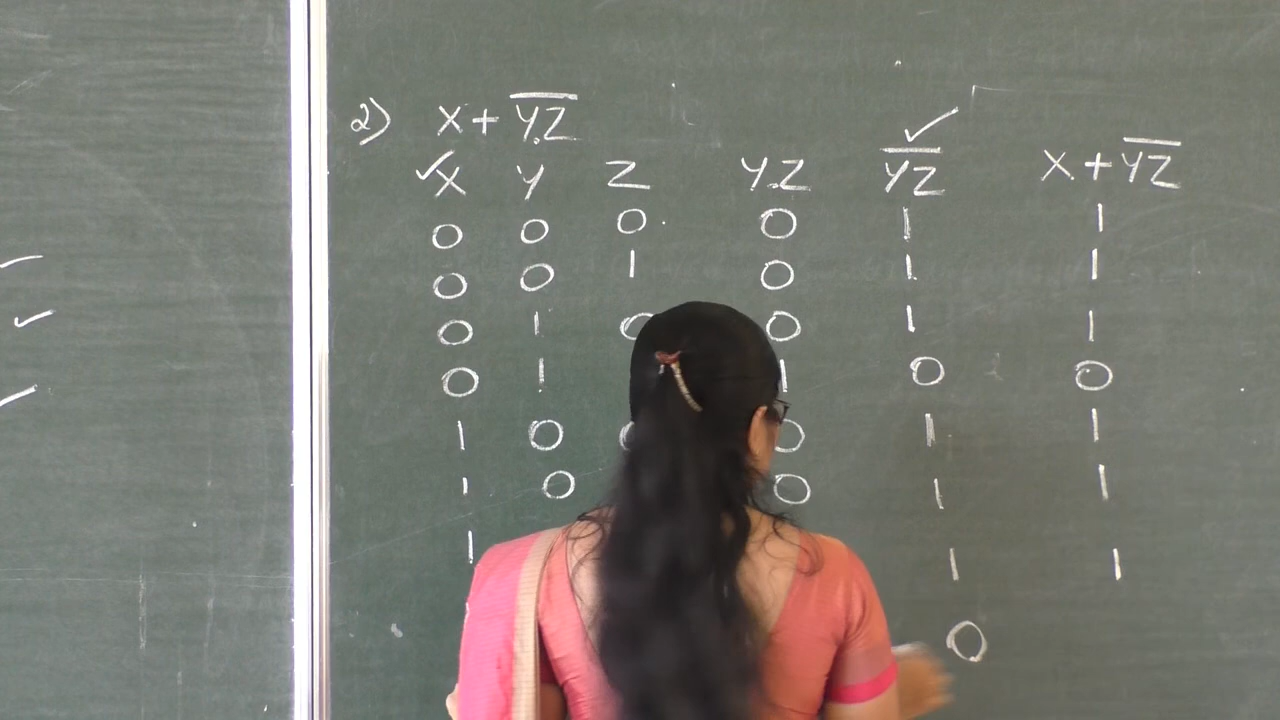 2) X + Y̅.̅Z̅
X Y Z Y.Z Y̅Z̅ X + Y̅Z̅
0 0 0 0 1 1
0 0 1 0 1 1
0 1 0 0 1 1
0 1 1 0 0
1 0 0 1 1
1 0 0 1 1
1 1 1
0